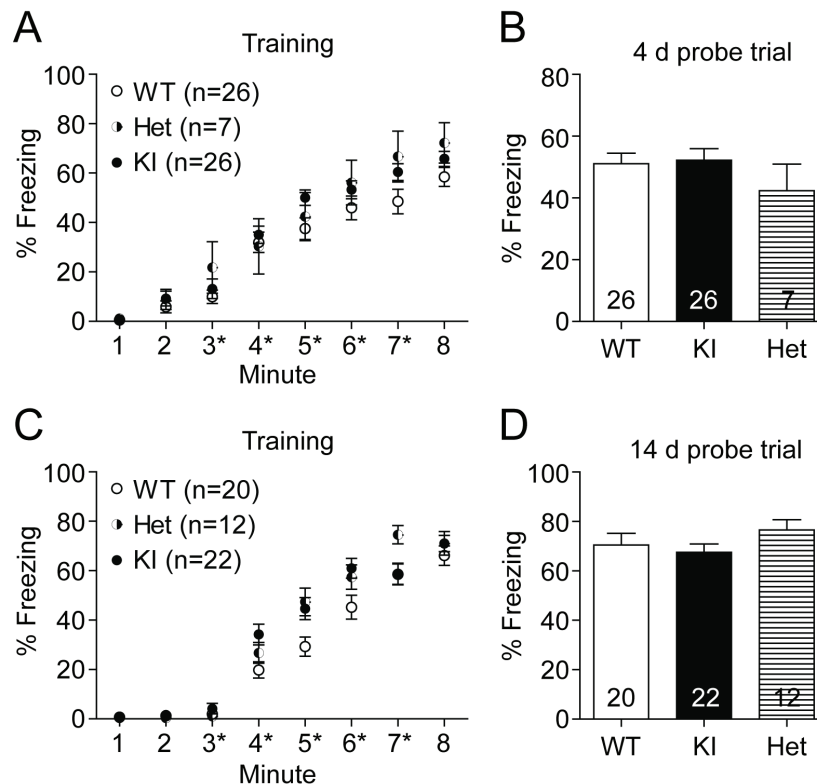 A
Training
% Freezing
100
80
60
40
20
0
WT (n=26)
Het (n=7)
KI (n=26)
1 2 3* 4* 5* 6* 7* 8
Minute
B
4 d probe trial
% Freezing
80
60
40
20
0
26 26 7
WT KI Het
C
Training
% Freezing
100
80
60
40
20
0
WT (n=20)
Het (n=12)
KI (n=22)
1 2 3* 4* 5* 6* 7* 8
Minute
D
14 d probe trial
% Freezing
100
80
60
40
20
0
20 22 12
WT KI Het